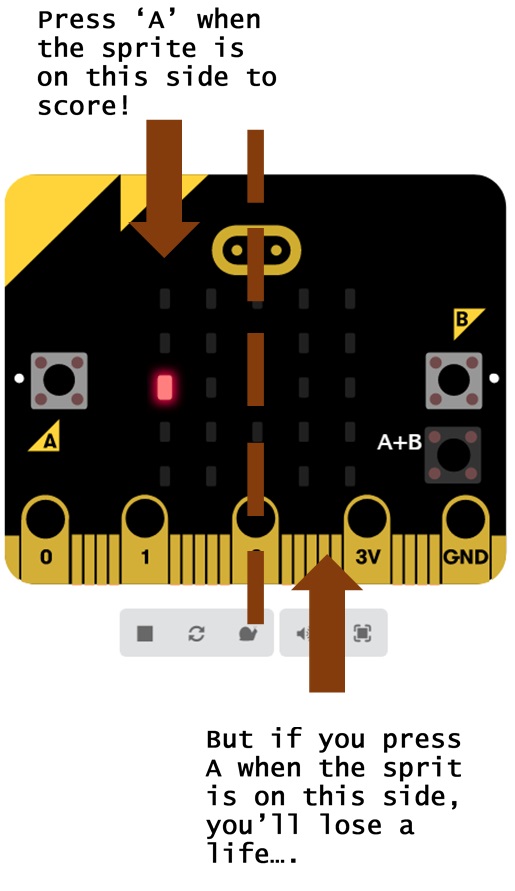 Press ‘A’ when
the sprite is
on this side to
score!
B
A
A+B
0
1
3V
GND
But if you press
A when the sprit
is on this side,
you’ll lose a
life….